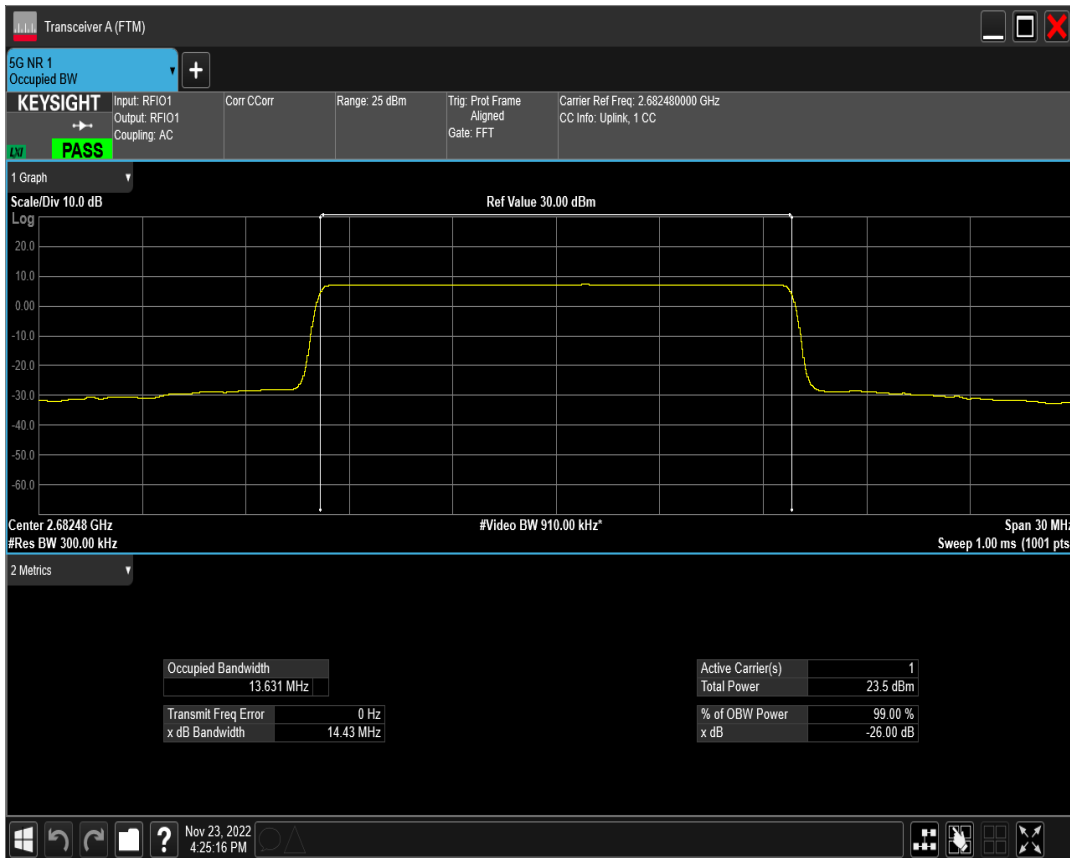 Transceiver A (FTM)
5G NR 1
Occupied BW
+
KEYSIGHT
Input: RFIO1
Output: RFIO1
Coupling: AC
Corr CCorr
Range: 25 dBm
Trig: Prot Frame
Aligned
Gate: FFT
Carrier Ref Freq: 2.682480000 GHz
CC Info: Uplink, 1 CC
LXI
PASS
1 Graph
Scale/Div 10.0 dB
Ref Value 30.00 dBm
Log
20.0
10.0
0.00
-10.0
-20.0
-30.0
-40.0
-50.0
-60.0
Center 2.68248 GHz
#Video BW 910.00 kHz*
Span 30 MHz
#Res BW 300.00 kHz
Sweep 1.00 ms (1001 pts
2 Metrics
Occupied Bandwidth
13.631 MHz
Transmit Freq Error 0 Hz
x dB Bandwidth 14.43 MHz
Active Carrier(s) 1
Total Power 23.5 dBm
% of OBW Power 99.00 %
x dB -26.00 dB
?
Nov 23, 2022
4:25:16 PM